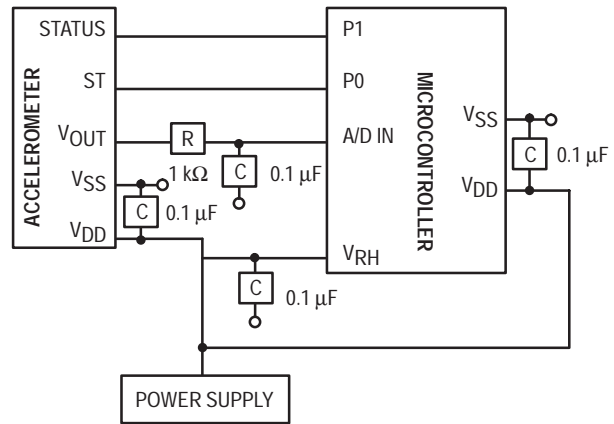 ACCELEROMETER
STATUS
ST
VOUT
VSS
VDD
R
1 kΩ
C
0.1 µF
C
0.1 µF
C
0.1 µF
P1
P0
A/D IN
VRH
MICROCONTROLLER
VSS
VDD
C
0.1 µF
POWER SUPPLY